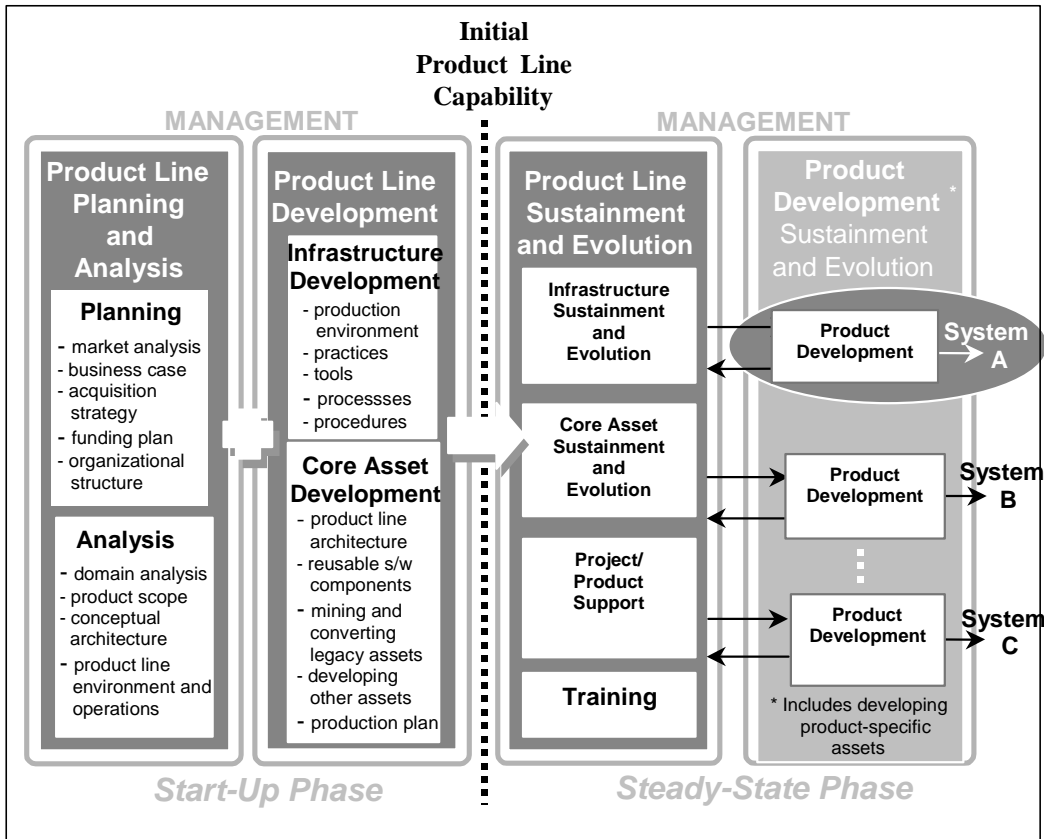 Initial
Product Line
Capability
MANAGEMENT
Product Line
Planning
and
Analysis
Planning
- market analysis
- business case
- acquisition
strategy
- funding plan
- organizational
structure
Analysis
- domain analysis
- product scope
- conceptual
architecture
- product line
environment and
operations
Product Line
Development
Infrastructure
Development
- production
environment
- practices
- tools
- processses
- procedures
Core Asset
Development
- product line
architecture
- reusable s/w
components
- mining and
converting
legacy assets
- developing
other assets
- production plan
Start-Up Phase
MANAGEMENT
Product Line
Sustainment
and Evolution
Infrastructure
Sustainment
and
Evolution
Core Asset
Sustainment
and
Evolution
Project/
Product
Support
Training
Product
Development *
Sustainment
and Evolution
Product
Development
System
A
Product
Development
System
B
Product
Development
System
C
* Includes developing
product-specific
assets
Steady-State Phase